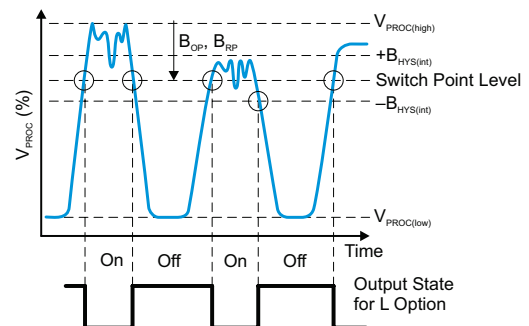 V_PROC(high)
B_OP, B_RP
+B_HYS(int)
Switch Point Level
–B_HYS(int)
V_PROC (%)
V_PROC(low)
Time
On Off On Off
Output State
for L Option